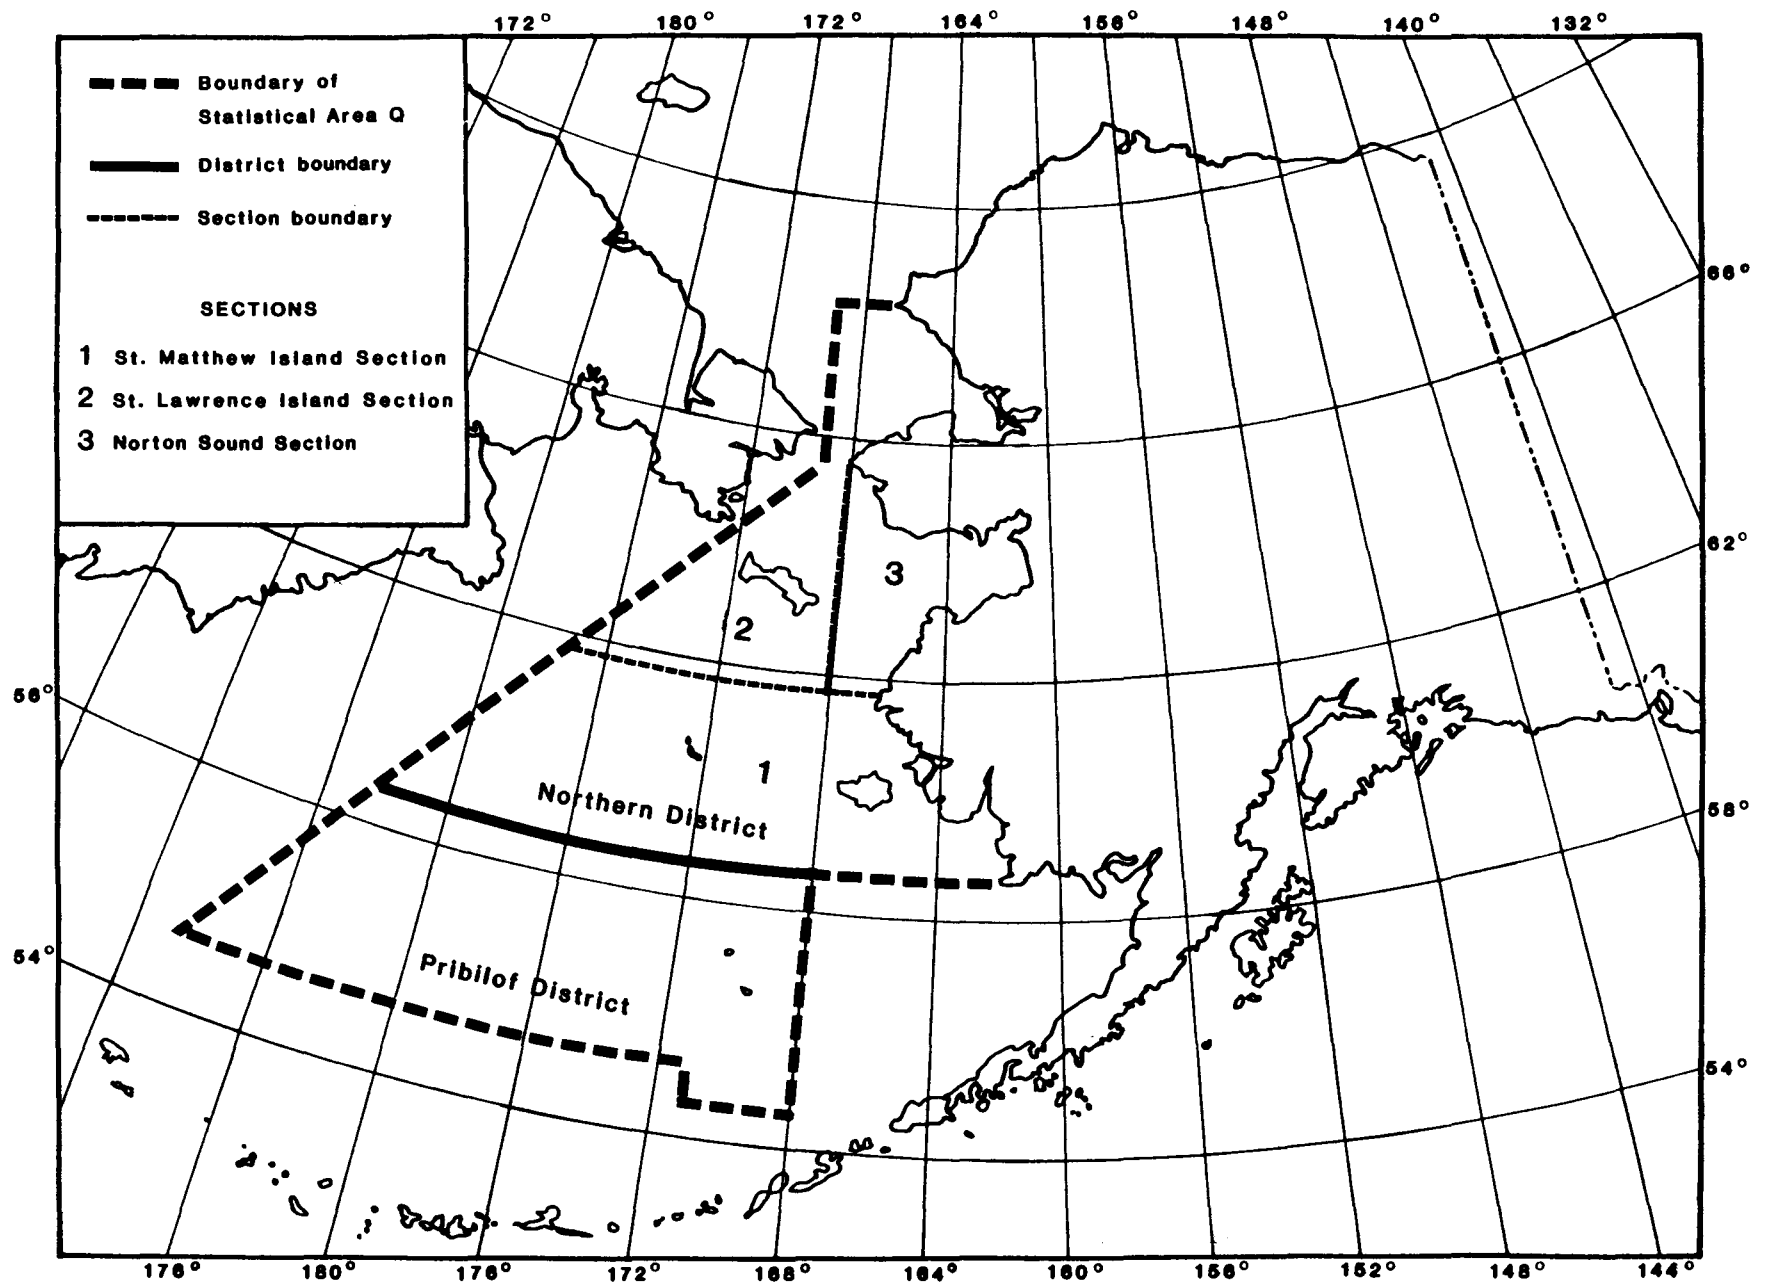 172° 180° 172° 164° 156° 148° 140° 132°
Boundary of
Statistical Area Q
District boundary
Section boundary
SECTIONS
1 St. Matthew Island Section
2 St. Lawrence Island Section
3 Norton Sound Section
66°
62°
3
2
56°
1
Northern District
58°
54°
Pribilof District
54°
176° 180° 176° 172° 168° 164° 160° 156° 152° 148° 144°